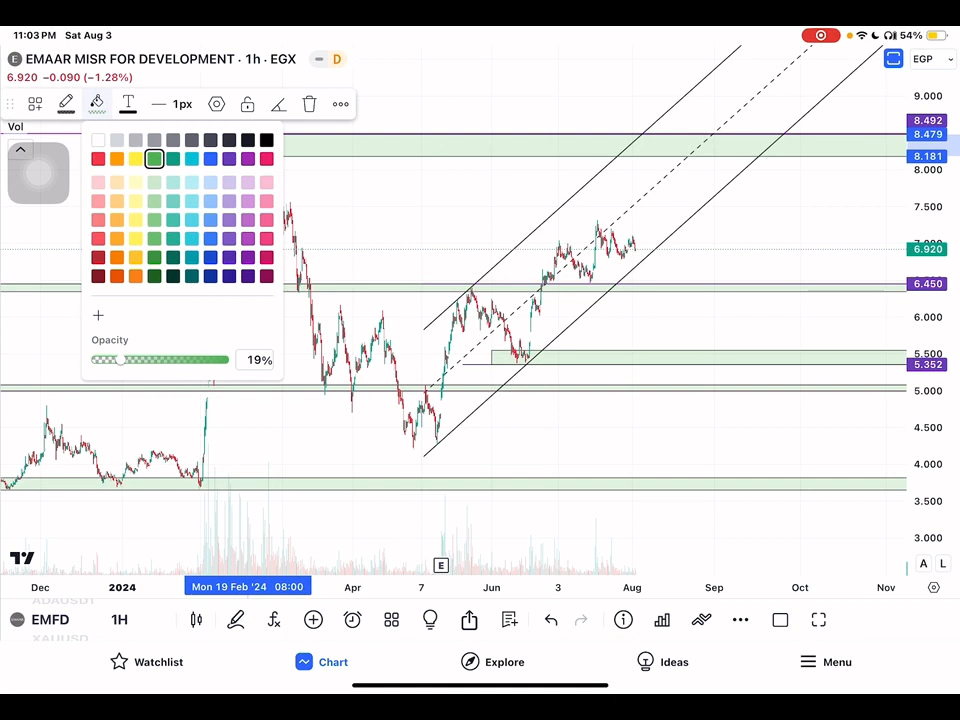 11:03 PM Sat Aug 3
54%
EMAAR MISR FOR DEVELOPMENT · 1h · EGX
D
EGP
6.920 −0.090 (−1.28%)
1px
Vol
Opacity
19%
9.000
8.492
8.479
8.181
8.000
7.500
6.920
6.450
6.000
5.500
5.352
5.000
4.500
4.000
3.500
3.000
E
A
L
Dec
2024
Mon 19 Feb '24 08:00
Apr
7
Jun
3
Aug
Sep
Oct
Nov
ADAUSDT
EMFD
1H
XAUUSD
Watchlist
Chart
Explore
Ideas
Menu